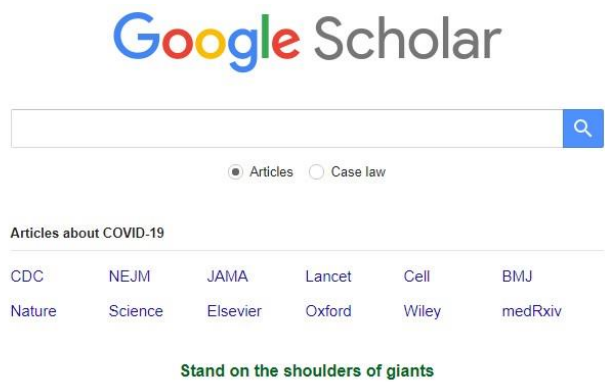 Google Scholar
Articles Case law
Articles about COVID-19
CDC NEJM JAMA Lancet Cell BMJ
Nature Science Elsevier Oxford Wiley medRxiv
Stand on the shoulders of giants